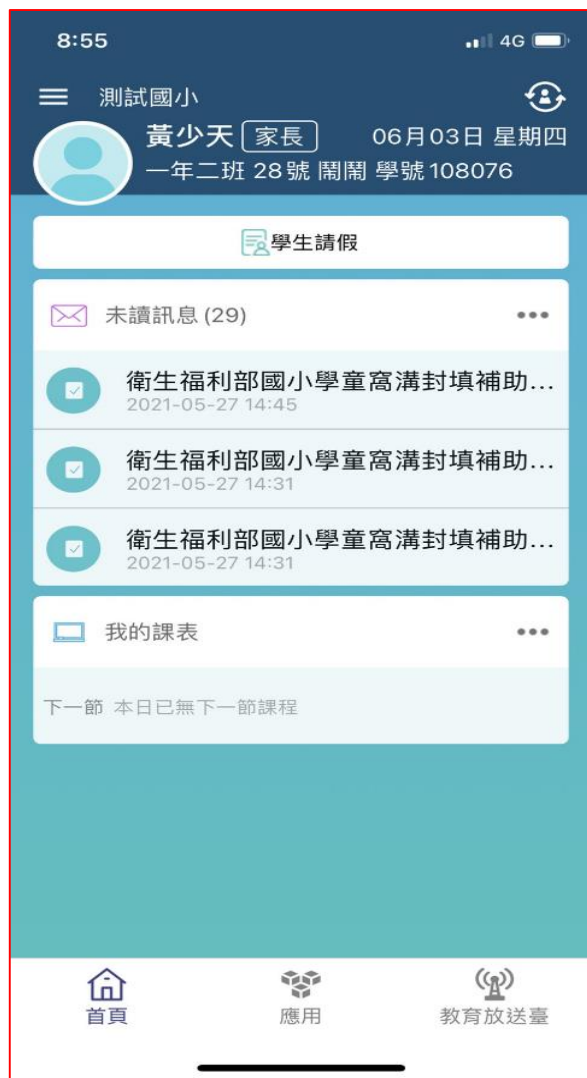 8:55 4G
測試國小
黃少天 家長 06月03日 星期四
一年二班 28號 鬧鬧 學號108076
學生請假
未讀訊息(29)
衛生福利部國小學童窩溝封填補助...
2021-05-27 14:45
衛生福利部國小學童窩溝封填補助...
2021-05-27 14:31
衛生福利部國小學童窩溝封填補助...
2021-05-27 14:31
我的課表
下一節 本日已無下一節課程
首頁 應用 教育放送臺